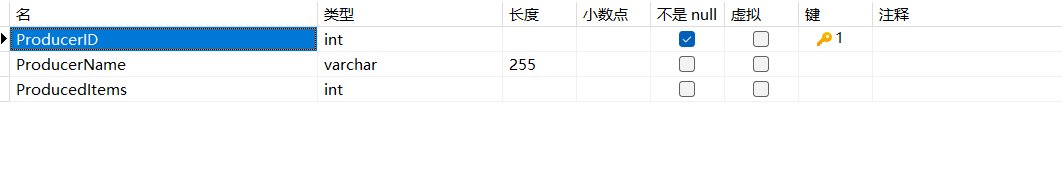 名 类型 长度 小数点 不是 null 虚拟 键 注释
ProducerID int 1
ProducerName varchar 255
ProducedItems int